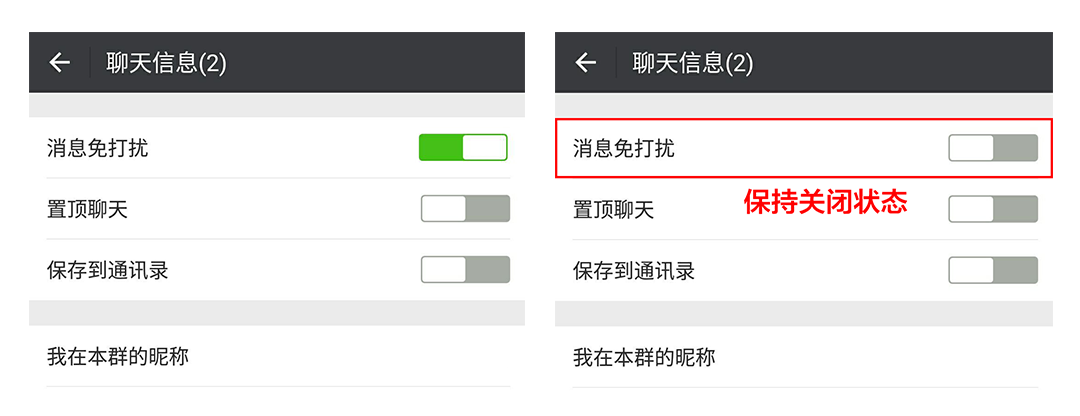 聊天信息(2)
消息免打扰
置顶聊天
保存到通讯录
我在本群的昵称
聊天信息(2)
消息免打扰
保持关闭状态
置顶聊天
保存到通讯录
我在本群的昵称